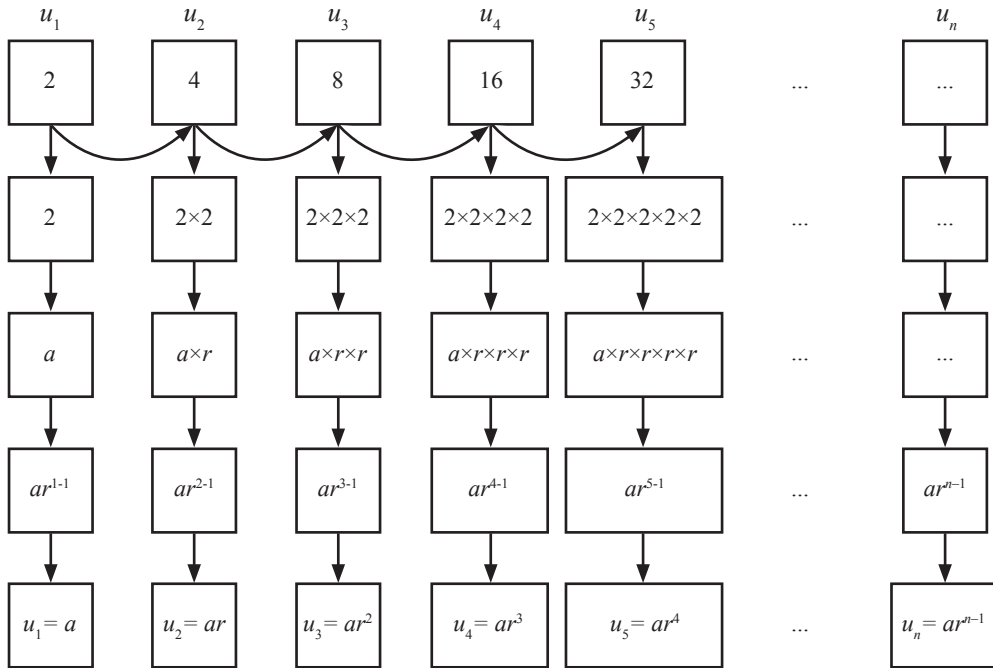 u₁ u₂ u₃ u₄ u₅ uₙ
2 4 8 16 32 ... ...
2 2×2 2×2×2 2×2×2×2 2×2×2×2×2 ... ...
a a×r a×r×r a×r×r×r a×r×r×r×r ... ...
ar¹⁻¹ ar²⁻¹ ar³⁻¹ ar⁴⁻¹ ar⁵⁻¹ ... arⁿ⁻¹
u₁= a u₂= ar u₃= ar² u₄= ar³ u₅= ar⁴ ... uₙ= arⁿ⁻¹